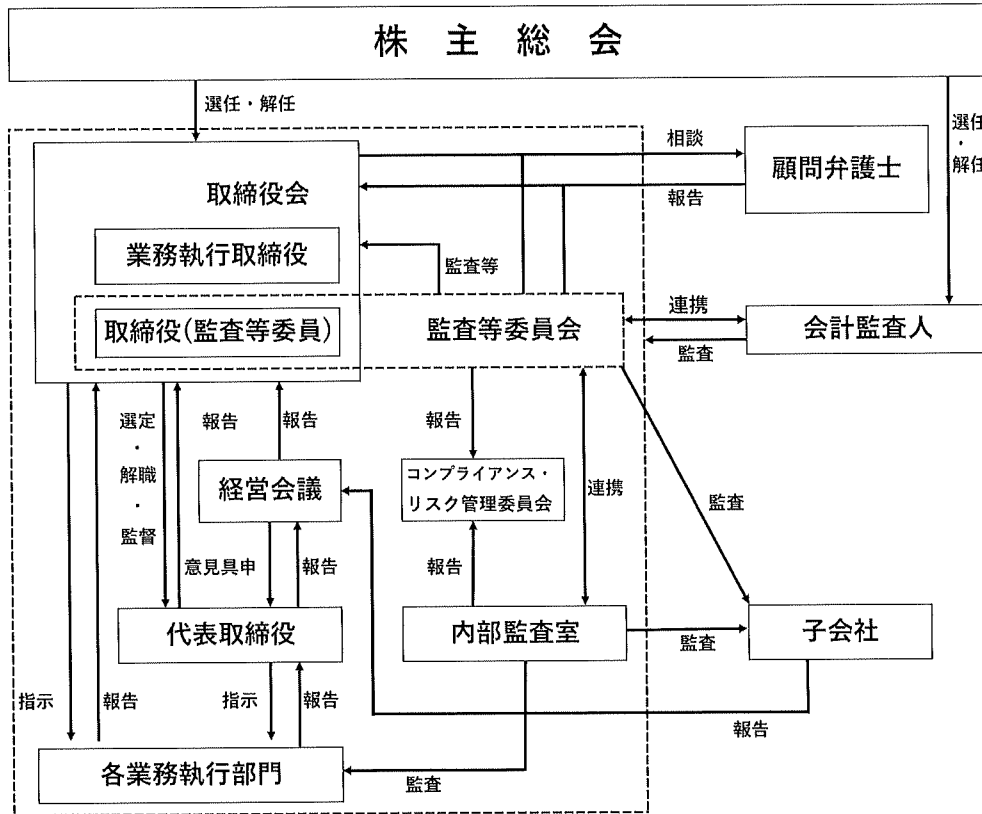 株主総会
選任・解任
選任・解任
相談
顧問弁護士
報告
取締役会
業務執行取締役
監査等
取締役(監査等委員)
監査等委員会
連携
会計監査人
監査
選定・解職・監督
報告
報告
報告
経営会議
コンプライアンス・
リスク管理委員会
連携
監査
意見具申
報告
報告
代表取締役
内部監査室
監査
子会社
指示
報告
指示
報告
報告
各業務執行部門
監査